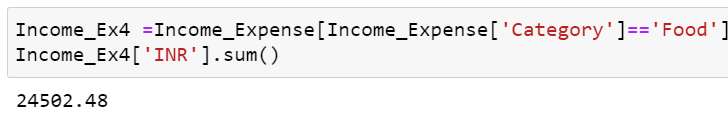 Income_Ex4 =Income_Expense[Income_Expense['Category']=='Food']
Income_Ex4['INR'].sum()
24502.48